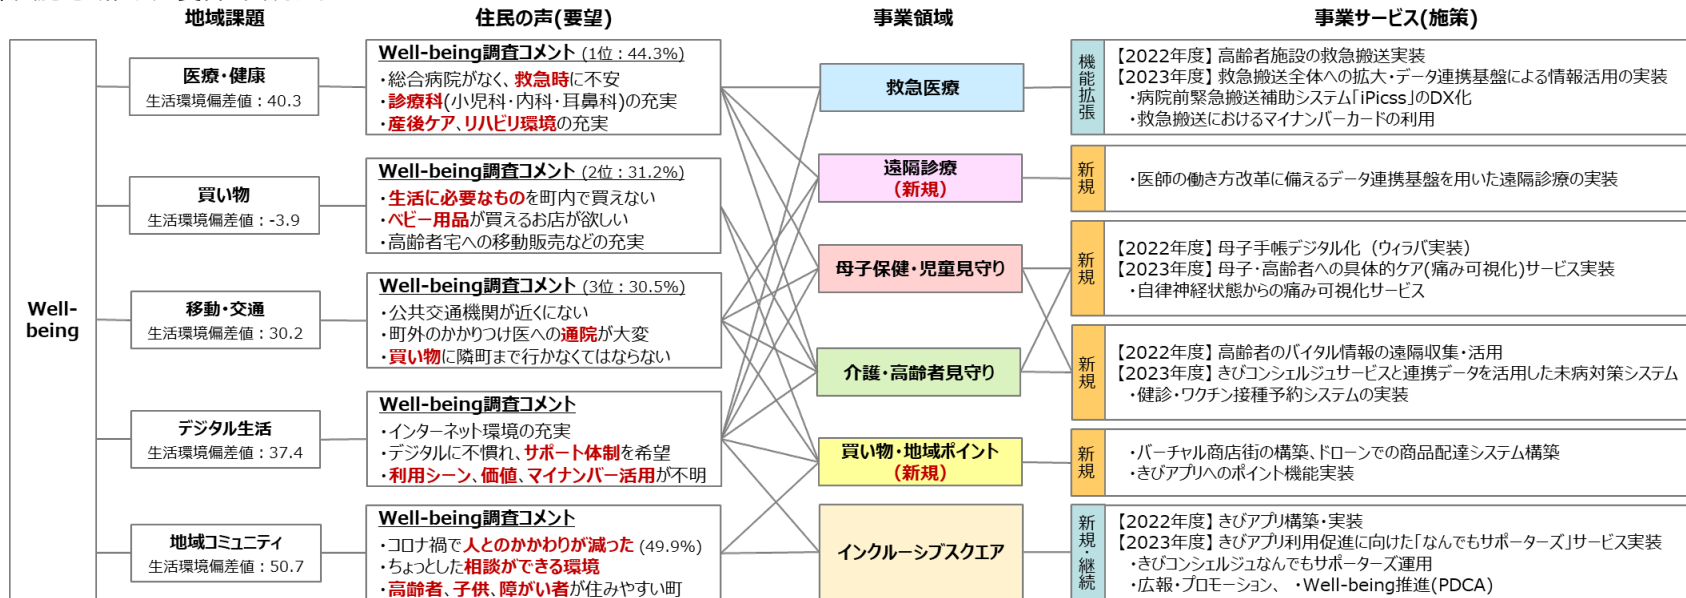 地域課題
住民の声(要望)
事業領域
事業サービス(施策)
Well-
being
医療・健康
生活環境偏差値：40.3
Well-being調査コメント (1位：44.3%)
・総合病院がなく、救急時に不安
・診療科(小児科・内科・耳鼻科)の充実
・産後ケア、リハビリ環境の充実
救急医療
機能拡張
【2022年度】高齢者施設の救急搬送実装
【2023年度】救急搬送全体への拡大・データ連携基盤による情報活用の実装
・病院前緊急搬送補助システム「iPicss」のDX化
・救急搬送におけるマイナンバーカードの利用
買い物
生活環境偏差値：-3.9
Well-being調査コメント (2位：31.2%)
・生活に必要なものを町内で買えない
・ベビー用品が買えるお店が欲しい
・高齢者宅への移動販売などの充実
遠隔診療
(新規)
新規
・医師の働き方改革に備えるデータ連携基盤を用いた遠隔診療の実装
移動・交通
生活環境偏差値：30.2
Well-being調査コメント (3位：30.5%)
・公共交通機関が近くにない
・町外のかかりつけ医への通院が大変
・買い物に隣町まで行かなくてはならない
母子保健・児童見守り
新規
【2022年度】母子手帳デジタル化（ウィラバ実装）
【2023年度】母子・高齢者への具体的ケア(痛み可視化)サービス実装
・自律神経状態からの痛み可視化サービス
介護・高齢者見守り
新規
【2022年度】高齢者のバイタル情報の遠隔収集・活用
【2023年度】きびコンシェルジュサービスと連携データを活用した未病対策システム
・健診・ワクチン接種予約システムの実装
デジタル生活
生活環境偏差値：37.4
Well-being調査コメント
・インターネット環境の充実
・デジタルに不慣れ、サポート体制を希望
・利用シーン、価値、マイナンバー活用が不明
買い物・地域ポイント
(新規)
新規
・バーチャル商店街の構築、ドローンでの商品配達システム構築
・きびアプリへのポイント機能実装
地域コミュニティ
生活環境偏差値：50.7
Well-being調査コメント
・コロナ禍で人とのかかわりが減った (49.9%)
・ちょっとした相談ができる環境
・高齢者、子供、障がい者が住みやすい町
インクルーシブスクエア
新規・継続
【2022年度】きびアプリ構築・実装
【2023年度】きびアプリ利用促進に向けた「なんでもサポーターズ」サービス実装
・きびコンシェルジュなんでもサポーターズ運用
・広報・プロモーション、 ・Well-being推進(PDCA)